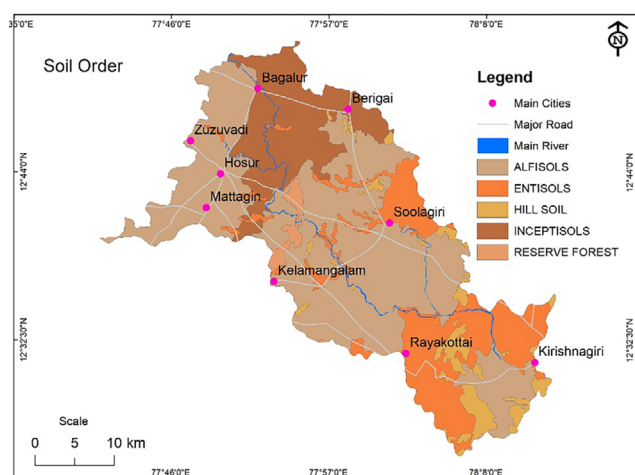 35'0"E
77°46'0"E
77°57'0"E
78°8'0"E
N
Soil Order
Bagalur
Berigai
Zuzuvadi
Hosur
Mattagin
Soolagiri
Kelamangalam
Rayakottai
Kirishnagiri
Legend
Main Cities
Major Road
Main River
ALFISOLS
ENTISOLS
HILL SOIL
INCEPTISOLS
RESERVE FOREST
12°44'0"N
12°44'0"N
12°32'30"N
12°32'30"N
Scale
0 5 10 km
77°46'0"E
77°57'0"E
78°8'0"E